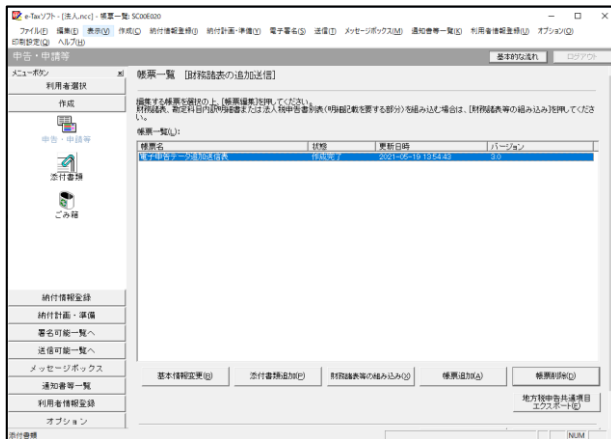 e-Taxソフト - [法人.ncc] - 帳票一覧: SC00E020
ファイル(F) 編集(E) 表示(V) 作成(C) 納付情報登録(I) 納付計画・準備(Y) 電子署名(S) 送信(T) メッセージボックス(M) 通知書等一覧(K) 利用者情報登録(U) オプション(O)
印刷設定(Q) ヘルプ(H)
申告・申請等 基本的な流れ ログアウト
メニューボタン
利用者選択
作成
申告・申請等
添付書類
ごみ箱
納付情報登録
納付計画・準備
署名可能一覧へ
送信可能一覧へ
メッセージボックス
通知書等一覧
利用者情報登録
オプション
帳票一覧 [財務諸表の追加送信]
編集する帳票を選択の上、[帳票編集]を押してください。
財務諸表、勘定科目内訳明細書または法人税申告書別表(明細記載を要する部分)を組み込む場合は、[財務諸表等の組み込み]を押してくださ
い。
帳票一覧(L):
帳票名 状態 更新日時 バージョン
電子申告データ追加送信表 作成完了 2021-05-19 13:54:43 3.0
基本情報変更(B) 添付書類追加(P) 財務諸表等の組み込み(X) 帳票追加(A) 帳票削除(D)
地方税申告共通項目
エクスポート(E)
添付書類 NUM